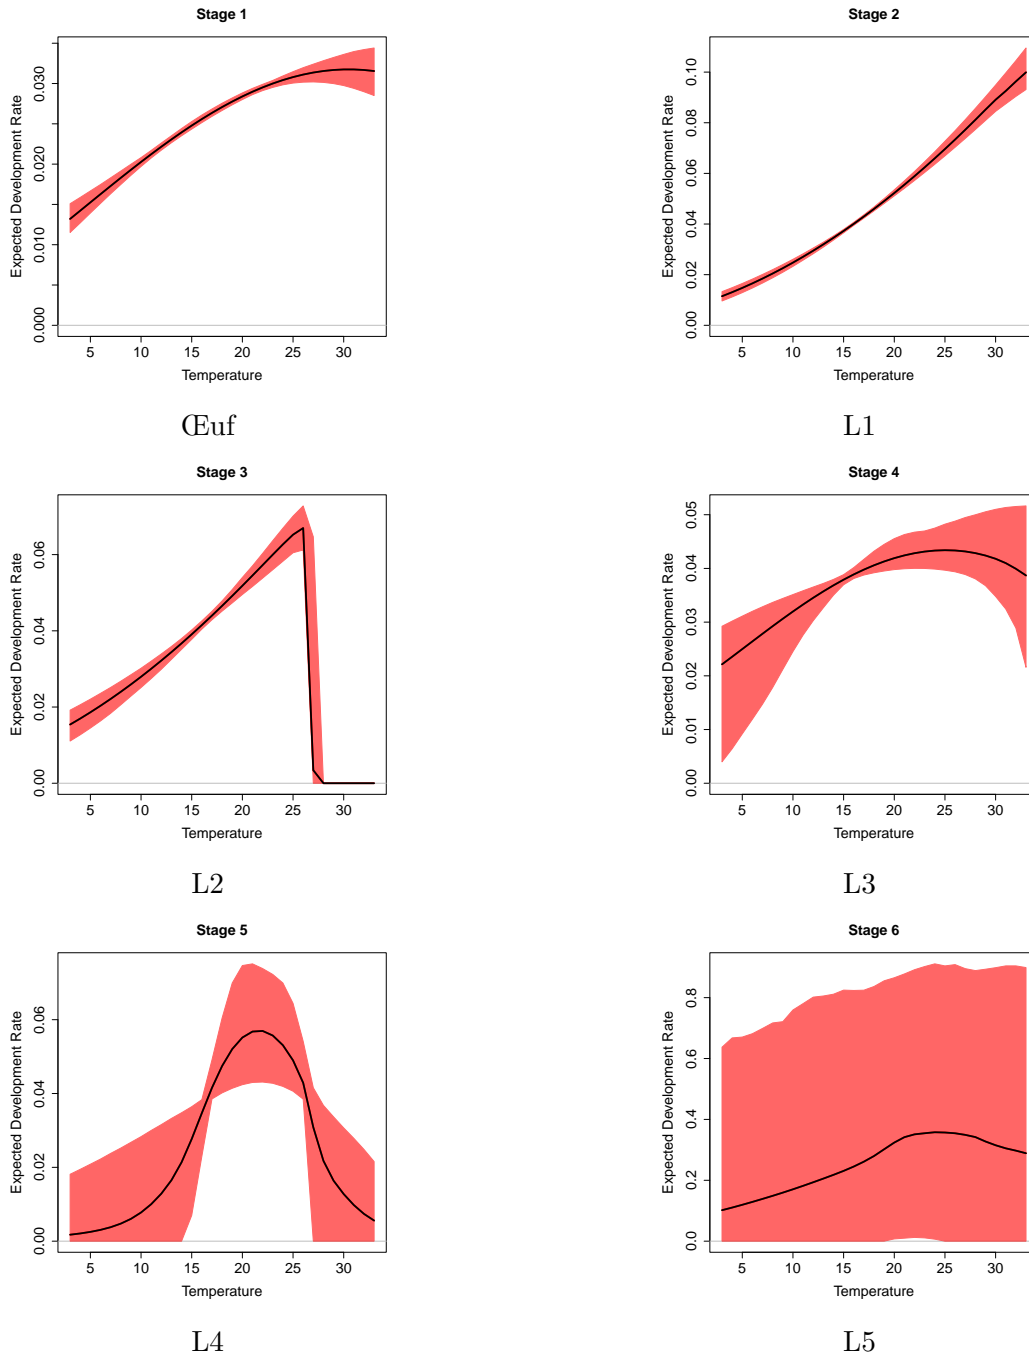 Stage 1
Expected Development Rate
0.000 0.010 0.020 0.030
5 10 15 20 25 30
Temperature
Œuf
Stage 2
Expected Development Rate
0.00 0.02 0.04 0.06 0.08 0.10
5 10 15 20 25 30
Temperature
L1
Stage 3
Expected Development Rate
0.00 0.02 0.04 0.06
5 10 15 20 25 30
Temperature
L2
Stage 4
Expected Development Rate
0.00 0.01 0.02 0.03 0.04 0.05
5 10 15 20 25 30
Temperature
L3
Stage 5
Expected Development Rate
0.00 0.02 0.04 0.06
5 10 15 20 25 30
Temperature
L4
Stage 6
Expected Development Rate
0.0 0.2 0.4 0.6 0.8
5 10 15 20 25 30
Temperature
L5